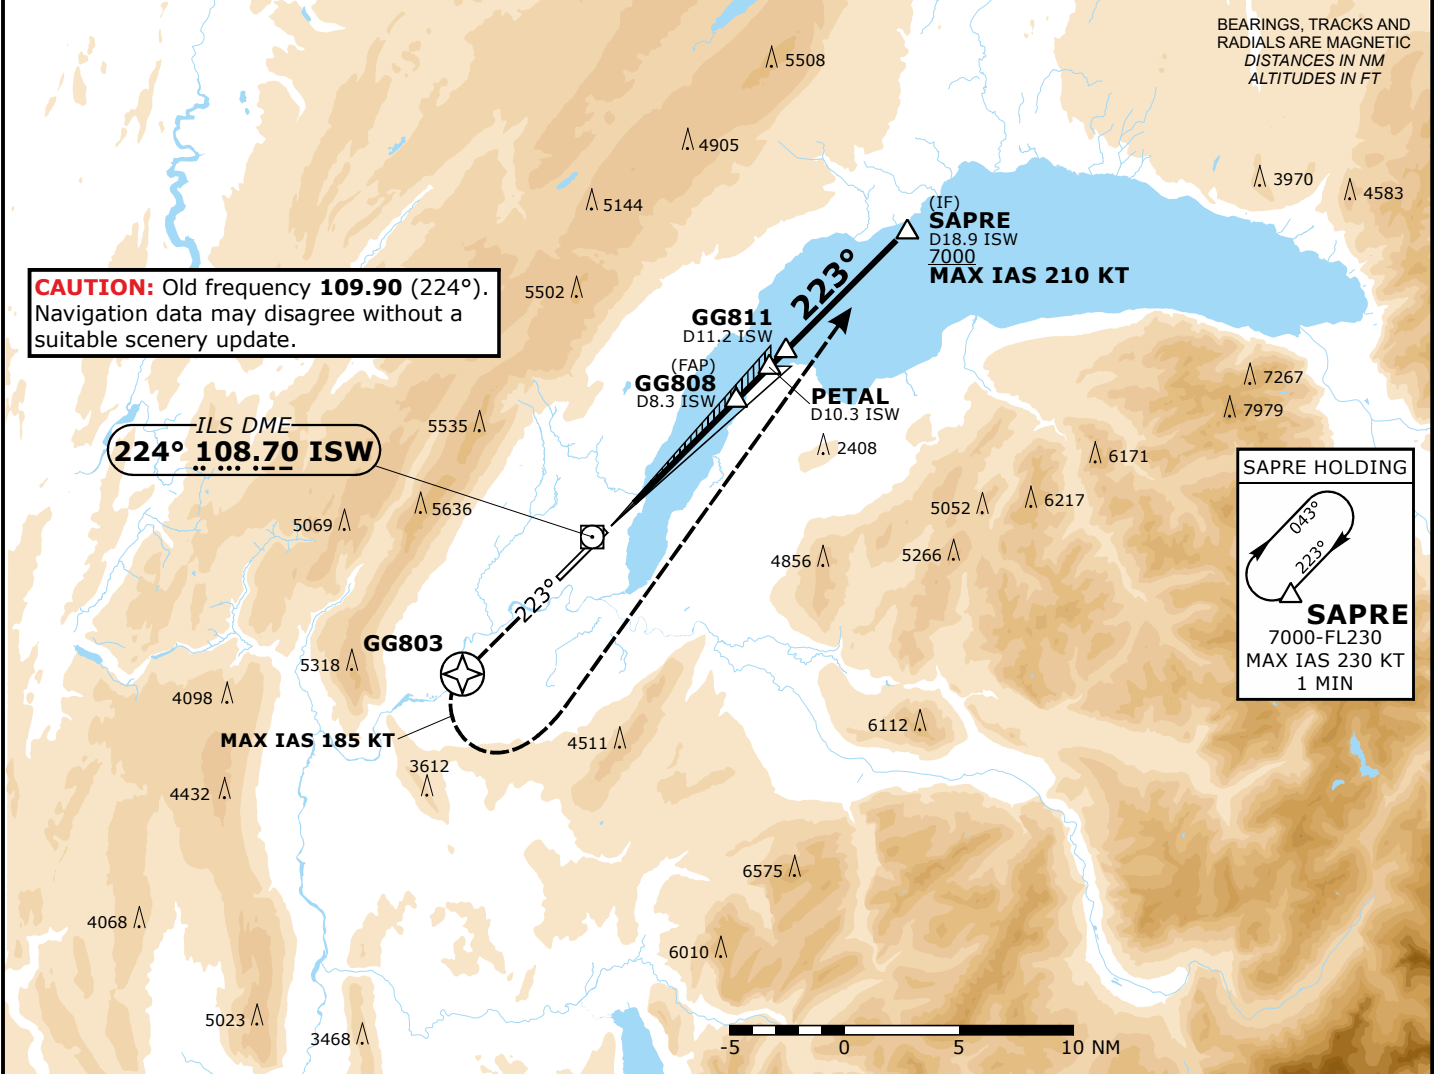 BEARINGS, TRACKS AND
RADIALS ARE MAGNETIC
DISTANCES IN NM
ALTITUDES IN FT
5508
4905
5144
3970
4583
(IF)
SAPRE
D18.9 ISW
7000
MAX IAS 210 KT
223°
CAUTION: Old frequency 109.90 (224°).
Navigation data may disagree without a
suitable scenery update.
5502
GG811
D11.2 ISW
(FAP)
GG808
D8.3 ISW
PETAL
D10.3 ISW
7267
7979
ILS DME
224° 108.70 ISW
5535
2408
6171
5636
5069
5052
6217
4856
5266
SAPRE HOLDING
043°
223°
SAPRE
7000-FL230
MAX IAS 230 KT
1 MIN
223°
GG803
5318
4098
MAX IAS 185 KT
4511
6112
3612
4432
6575
4068
6010
5023
3468
-5 0 5 10 NM